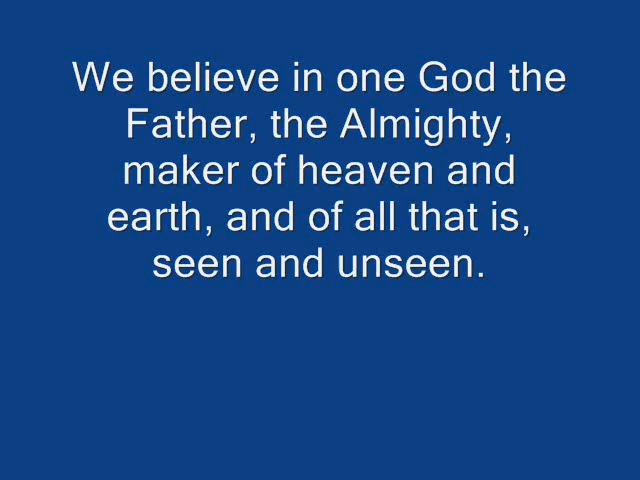 We believe in one God the
Father, the Almighty,
maker of heaven and
earth, and of all that is,
seen and unseen.